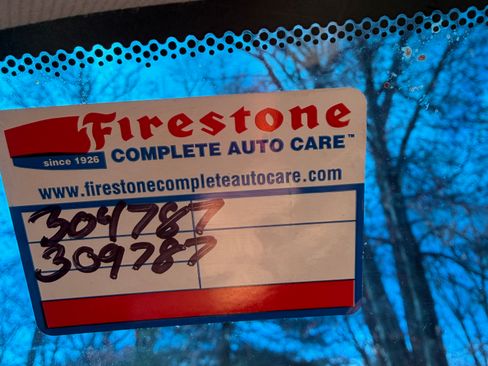 Firestone
since 1926
COMPLETE AUTO CARE™
www.firestonecompleteautocare.com
304787
309787